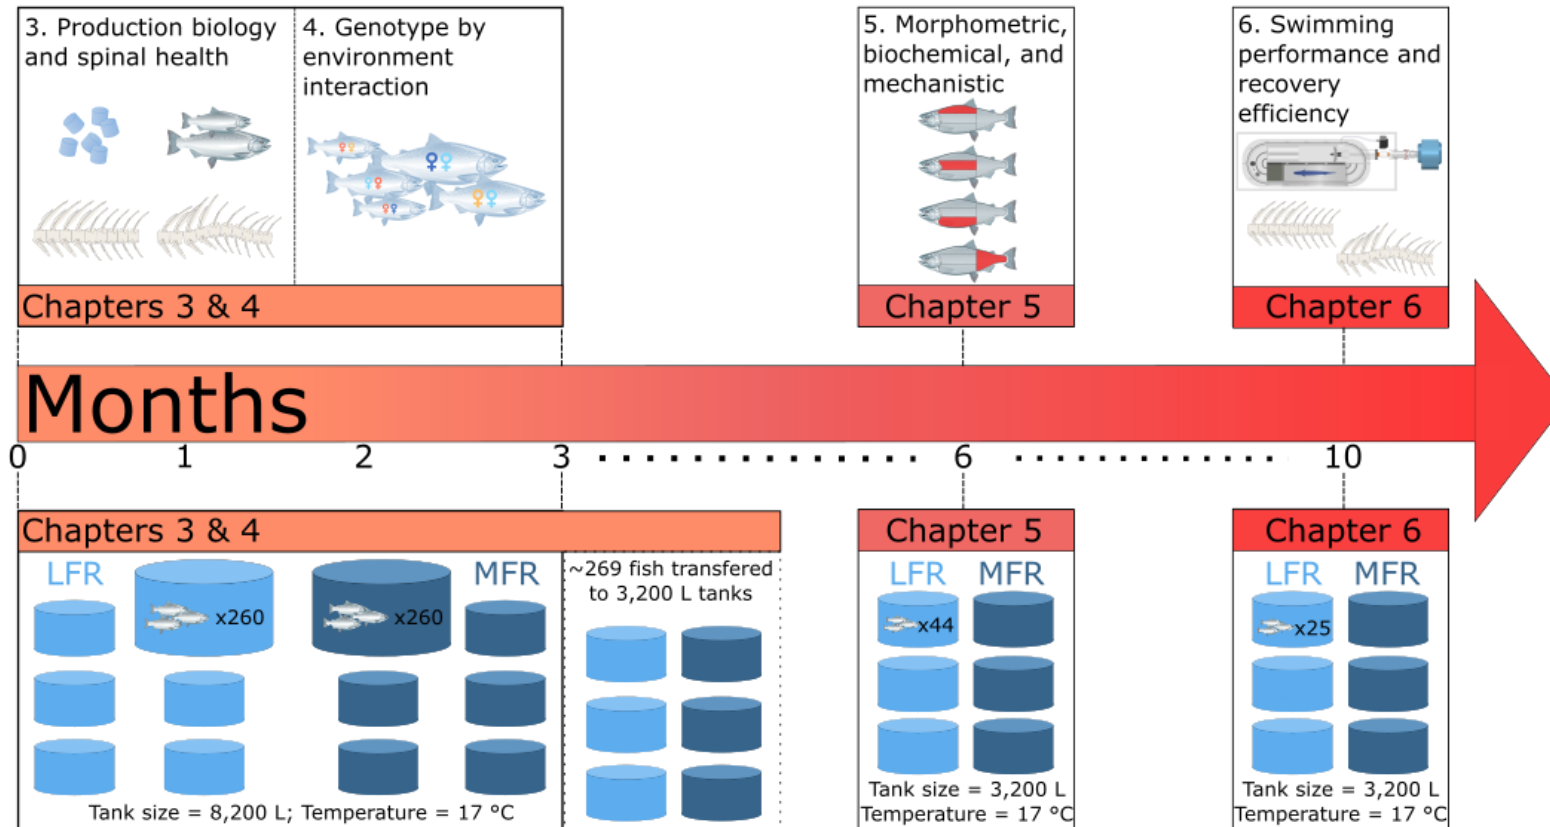 3. Production biology
and spinal health
4. Genotype by
environment
interaction
5. Morphometric,
biochemical, and
mechanistic
6. Swimming
performance and
recovery
efficiency
Chapters 3 & 4
Chapter 5
Chapter 6
Months
0
1
2
3
6
10
Chapters 3 & 4
Chapter 5
Chapter 6
LFR
x260
x260
MFR
Tank size = 8,200 L; Temperature = 17 °C
~269 fish transfered
to 3,200 L tanks
LFR MFR
x44
Tank size = 3,200 L
Temperature = 17 °C
LFR MFR
x25
Tank size = 3,200 L
Temperature = 17 °C